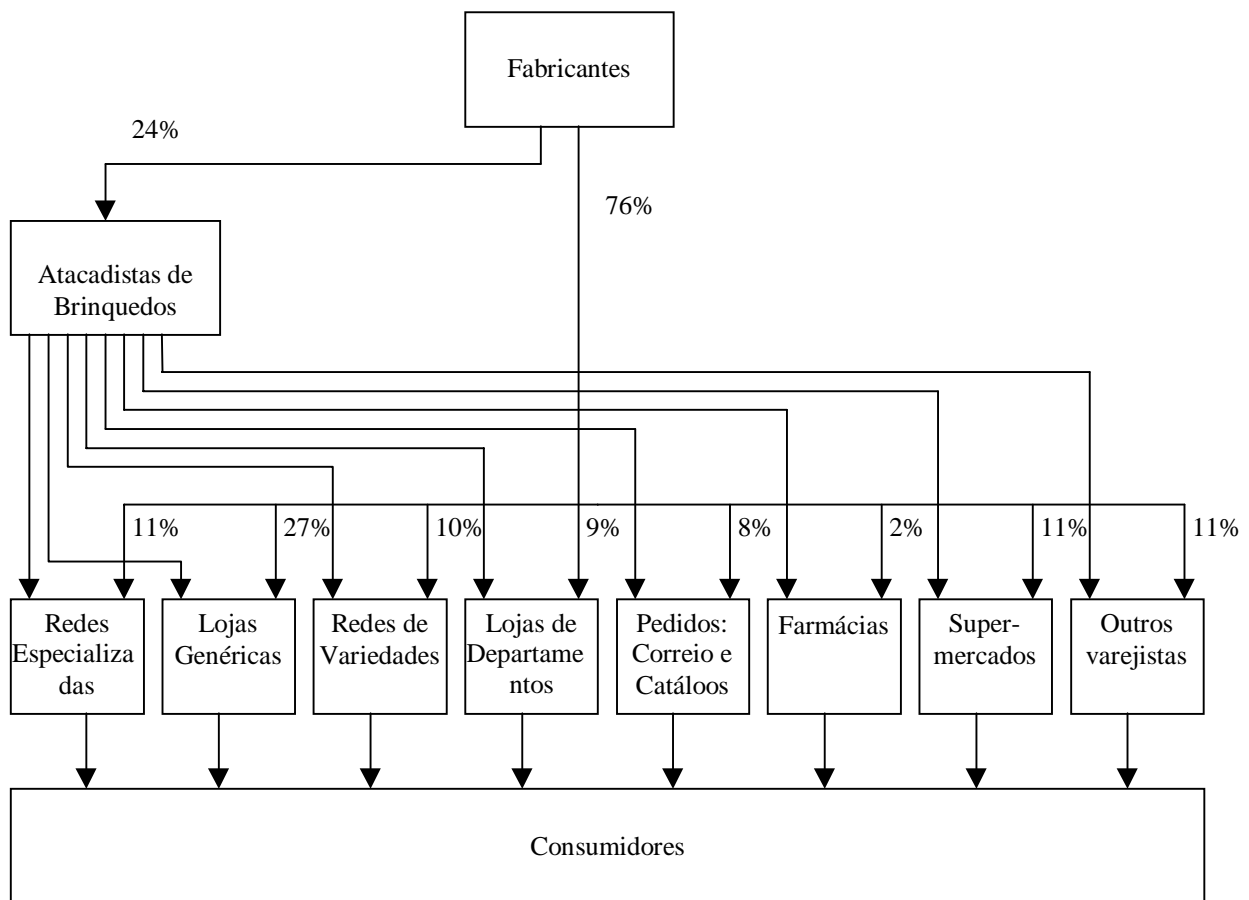 Fabricantes
24%
76%
Atacadistas de
Brinquedos
11%
27%
10%
9%
8%
2%
11%
11%
Redes
Especializa
das
Lojas
Genéricas
Redes de
Variedades
Lojas de
Departame
ntos
Pedidos:
Correio e
Catáloos
Farmácias
Super-
mercados
Outros
varejistas
Consumidores